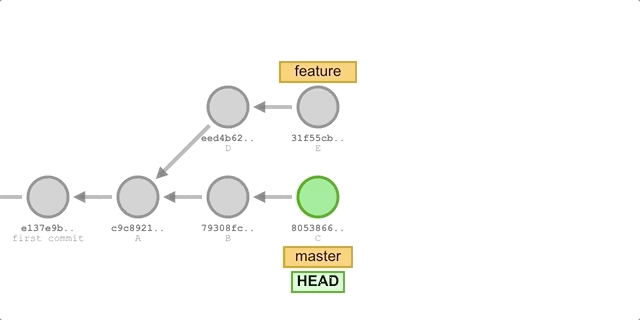 feature
eed4b62..
D
31f55cb..
E
e137e9b..
first commit
c9c8921..
A
79308fc..
B
8053866..
C
master
HEAD